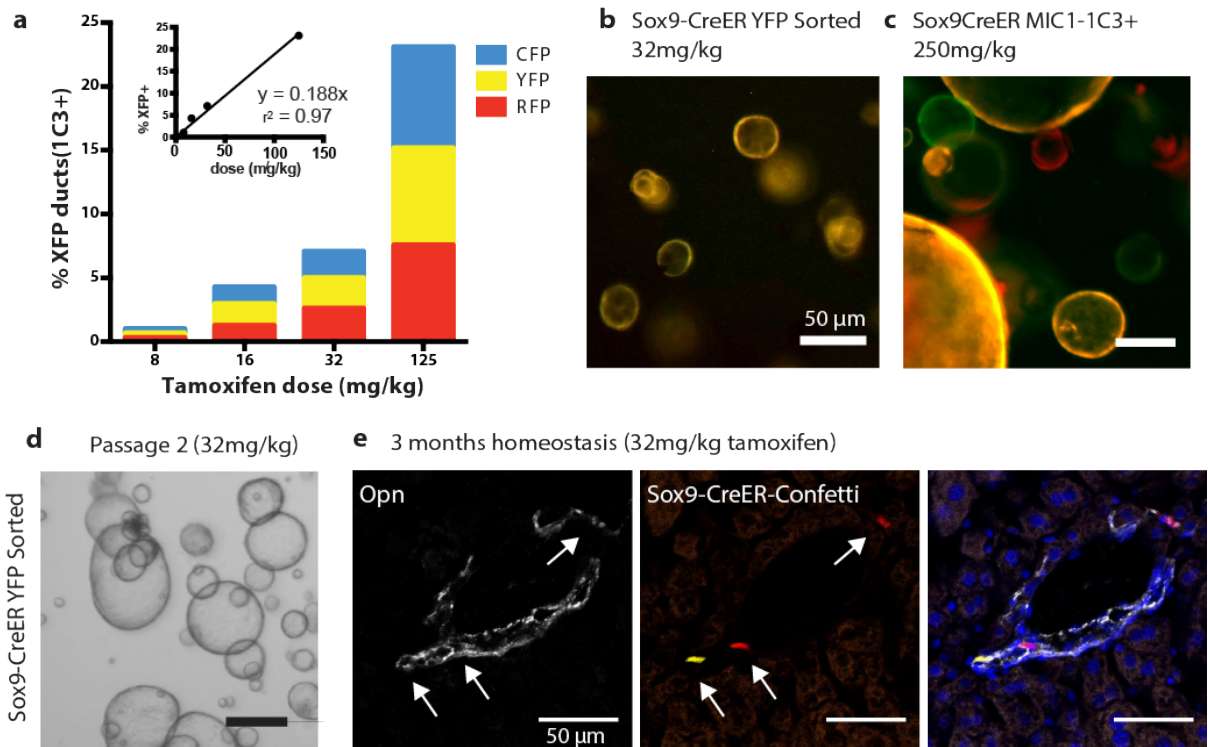 a
25
20
15
10
5
0
% XFP ducts(1C3+)
8
16
32
125
Tamoxifen dose (mg/kg)
25
20
15
10
5
0
% XFP+
0
50
100
150
dose (mg/kg)
y = 0.188x
r² = 0.97
CFP
YFP
RFP
b Sox9-CreER YFP Sorted
32mg/kg
50 µm
c Sox9CreER MIC1-1C3+
250mg/kg
d Passage 2 (32mg/kg)
Sox9-CreER YFP Sorted
e 3 months homeostasis (32mg/kg tamoxifen)
Opn
50 µm
Sox9-CreER-Confetti